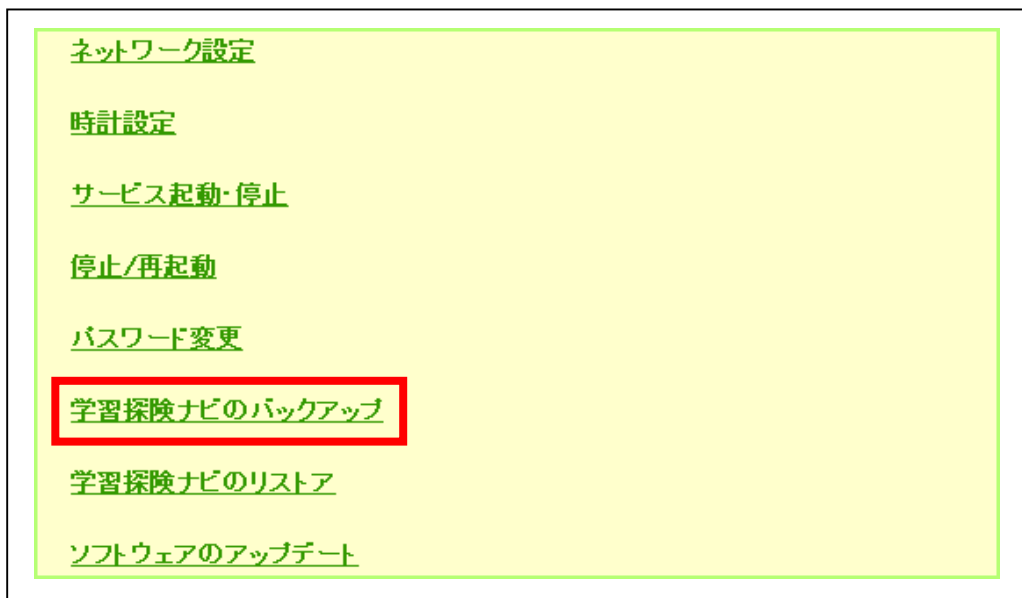 ネットワーク設定
時計設定
サービス起動・停止
停止/再起動
パスワード変更
学習探険ナビのバックアップ
学習探険ナビのリストア
ソフトウェアのアップデート